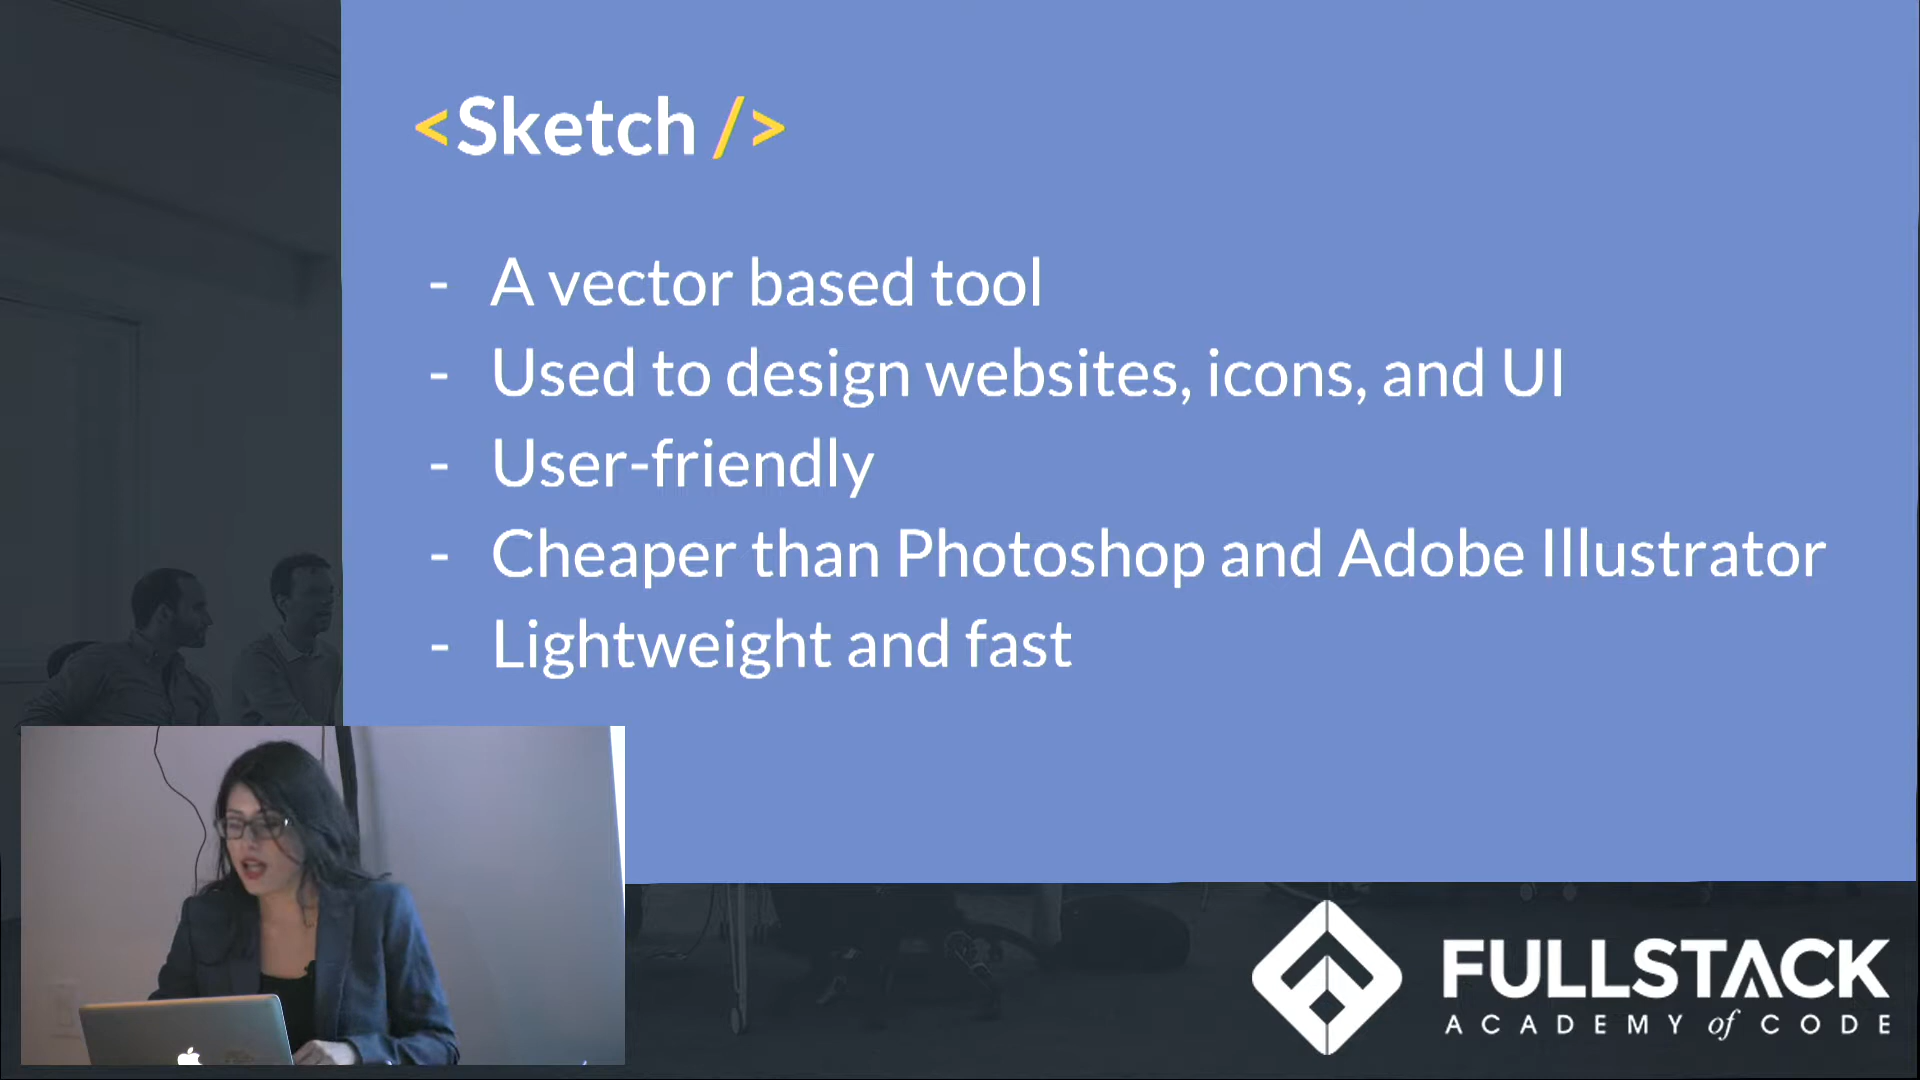 <Sketch />
- A vector based tool
- Used to design websites, icons, and UI
- User-friendly
- Cheaper than Photoshop and Adobe Illustrator
- Lightweight and fast
FULLSTACK
ACADEMY of CODE